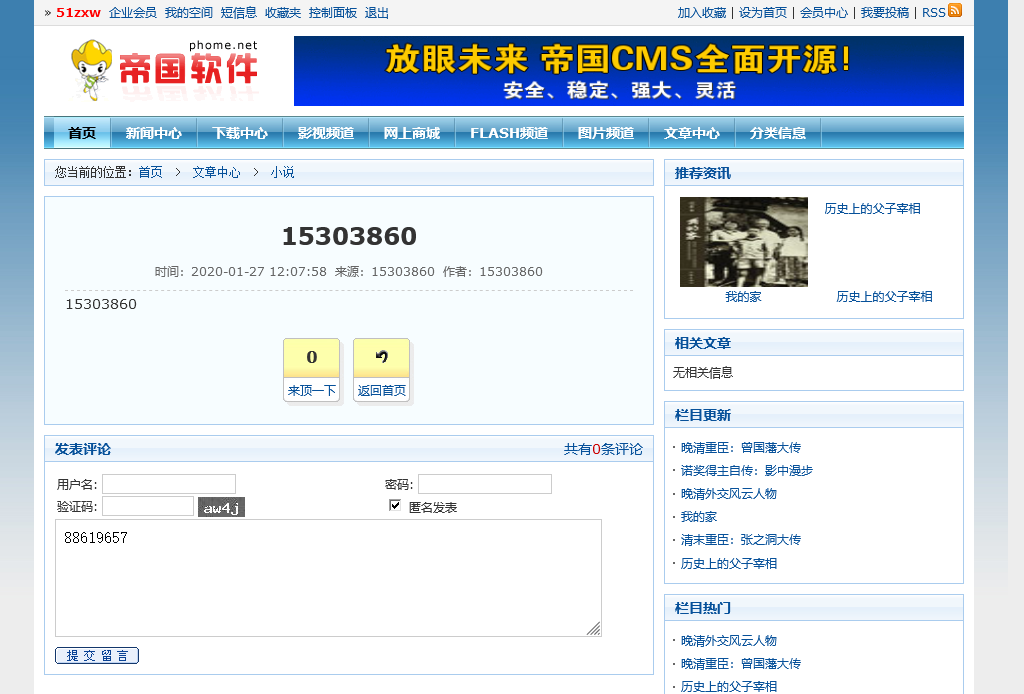 » 51zxw 企业会员 我的空间 短信息 收藏夹 控制面板 退出
加入收藏 | 设为首页 | 会员中心 | 我要投稿 | RSS
phome.net
帝国软件
放眼未来 帝国CMS全面开源!
安全、稳定、强大、灵活
首页 新闻中心 下载中心 影视频道 网上商城 FLASH频道 图片频道 文章中心 分类信息
您当前的位置：首页 > 文章中心 > 小说
15303860
时间：2020-01-27 12:07:58 来源：15303860 作者：15303860
15303860
0
来顶一下 返回首页
发表评论 共有0条评论
用户名: 密码:
验证码: aw4j 匿名发表
88619657
提交留言
推荐资讯
历史上的父子宰相
我的家 历史上的父子宰相
相关文章
无相关信息
栏目更新
· 晚清重臣：曾国藩大传
· 诺奖得主自传：影中漫步
· 晚清外交风云人物
· 我的家
· 清末重臣：张之洞大传
· 历史上的父子宰相
栏目热门
· 晚清外交风云人物
· 晚清重臣：曾国藩大传
· 历史上的父子宰相